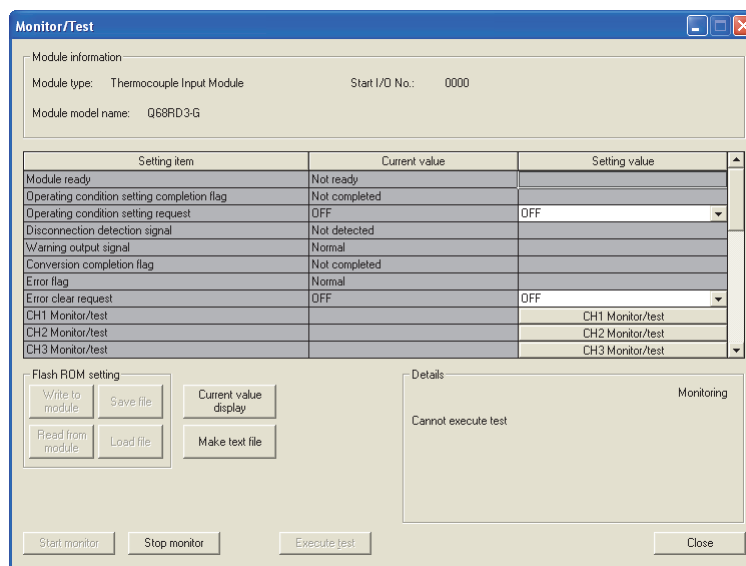 Monitor/Test
Module information
Module type: Thermocouple Input Module Start I/O No.: 0000
Module model name: Q68RD3-G
Setting item Current value Setting value
Module ready Not ready
Operating condition setting completion flag Not completed
Operating condition setting request OFF OFF
Disconnection detection signal Not detected
Warning output signal Normal
Conversion completion flag Not completed
Error flag Normal
Error clear request OFF OFF
CH1 Monitor/test CH1 Monitor/test
CH2 Monitor/test CH2 Monitor/test
CH3 Monitor/test CH3 Monitor/test
Flash ROM setting
Write to
module
Save file
Current value
display
Read from
module
Load file
Make text file
Details
Monitoring
Cannot execute test
Start monitor Stop monitor Execute test Close